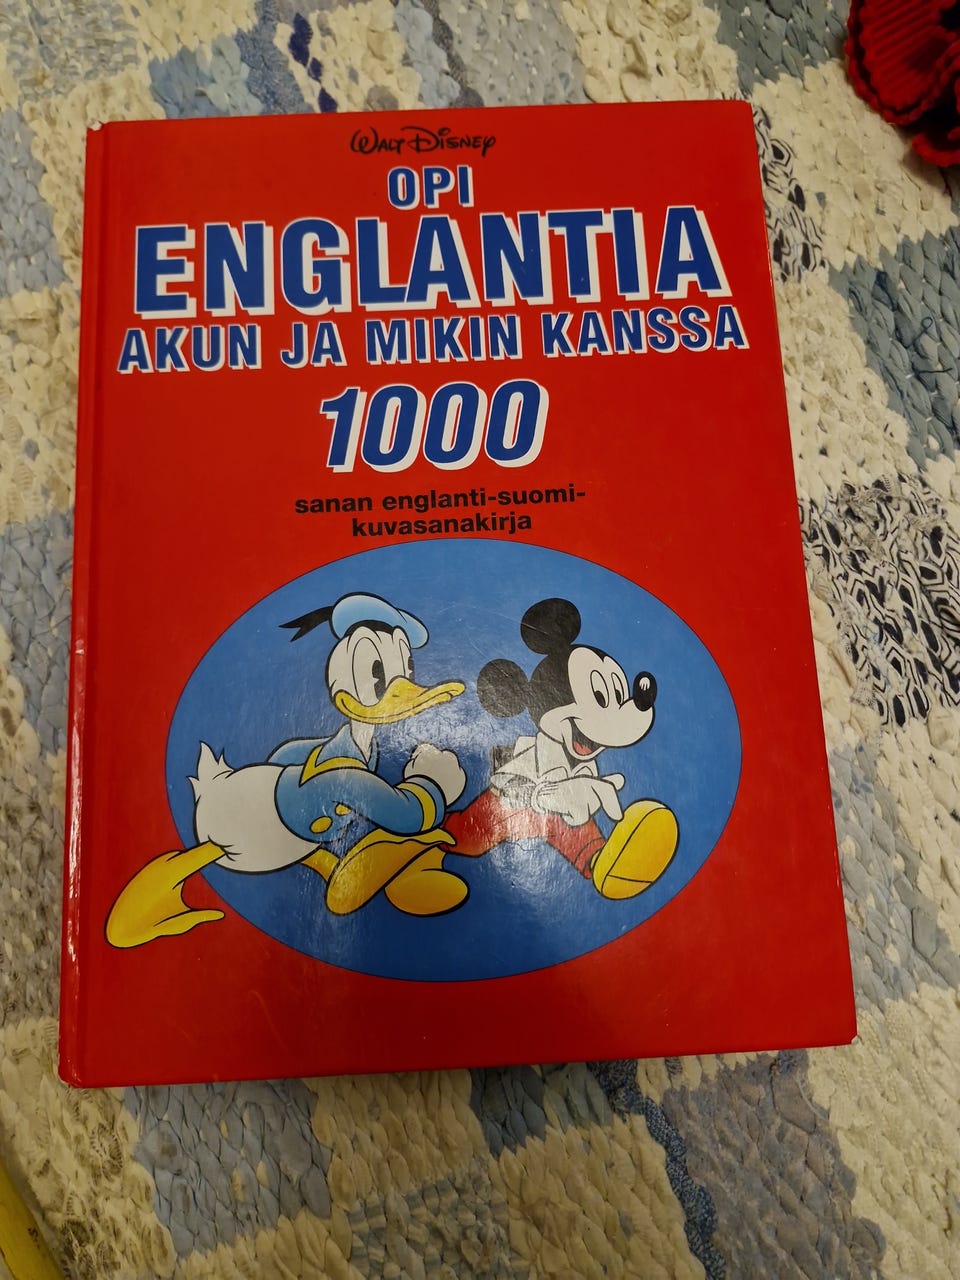 Walt Disney
OPI
ENGLANTIA
AKUN JA MIKIN KANSSA
1000
sanan englanti-suomi-
kuvasanakirja